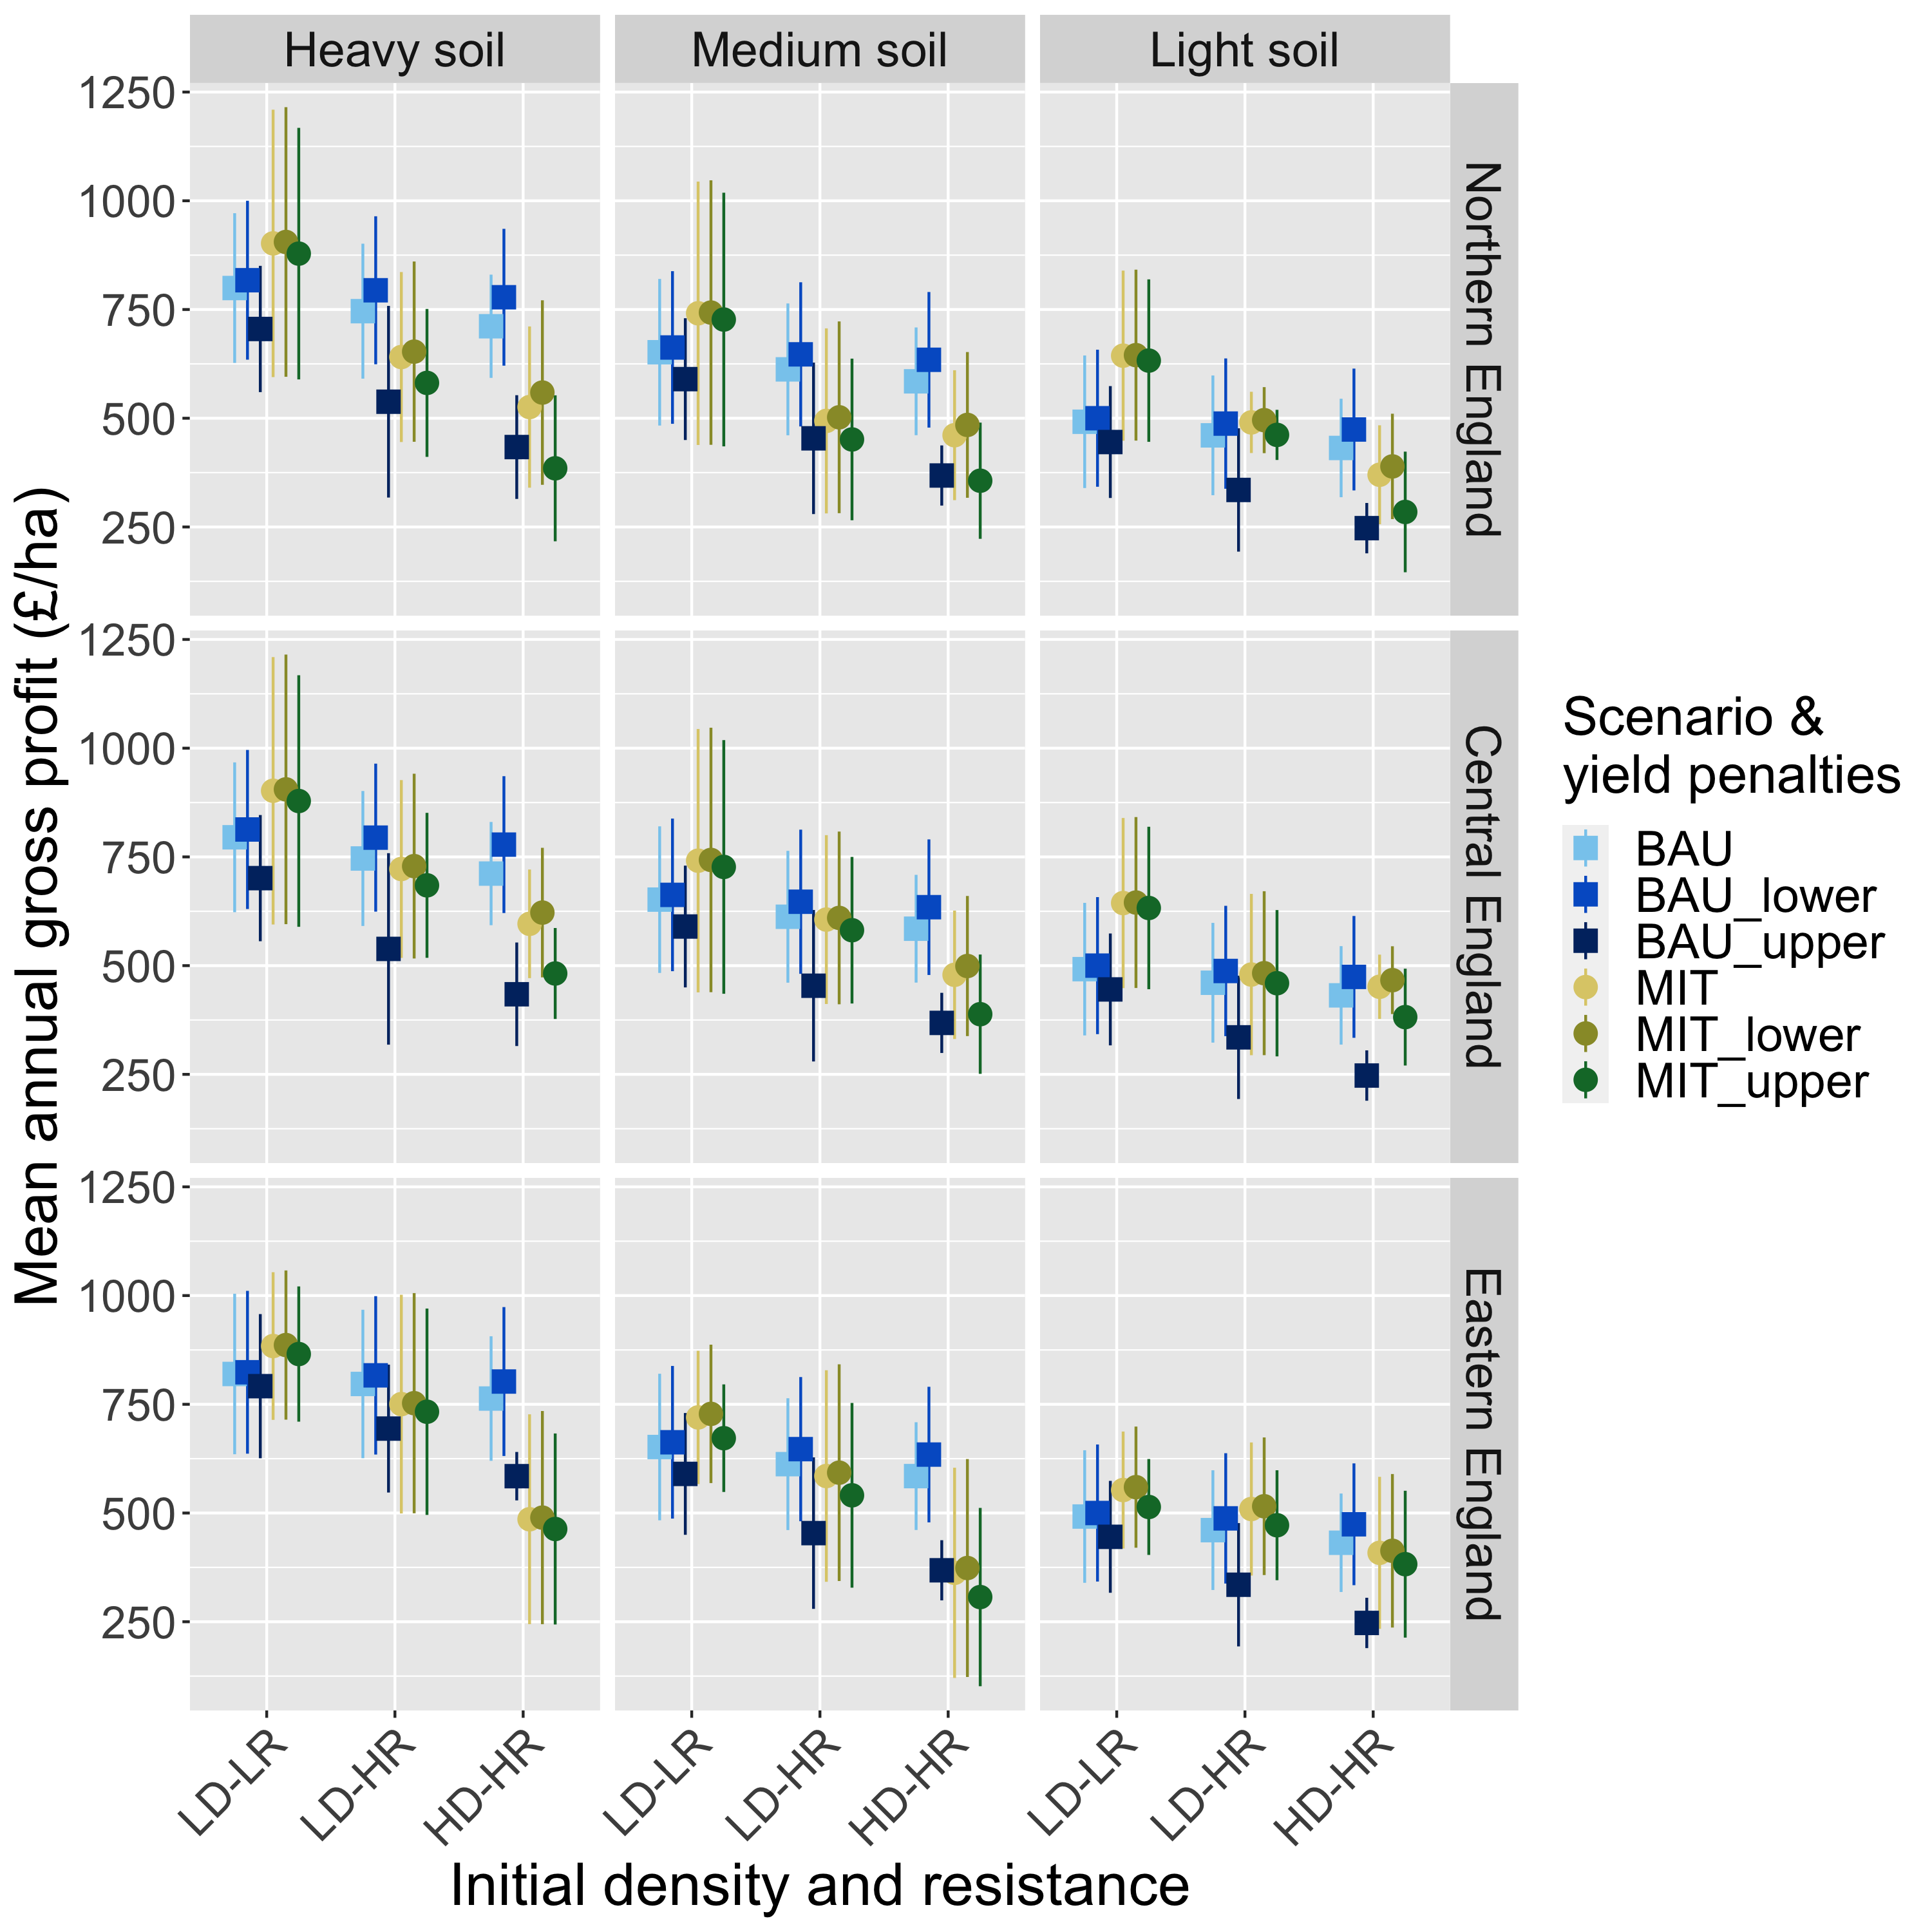 Heavy soil Medium soil Light soil
Mean annual gross profit (£/ha)
1250
1000
750
500
250
Northern England
1250
1000
750
500
250
Central England
1250
1000
750
500
250
Eastern England
LD-LR LD-HR HD-HR LD-LR LD-HR HD-HR LD-LR LD-HR HD-HR
Initial density and resistance
Scenario &
yield penalties
BAU
BAU_lower
BAU_upper
MIT
MIT_lower
MIT_upper